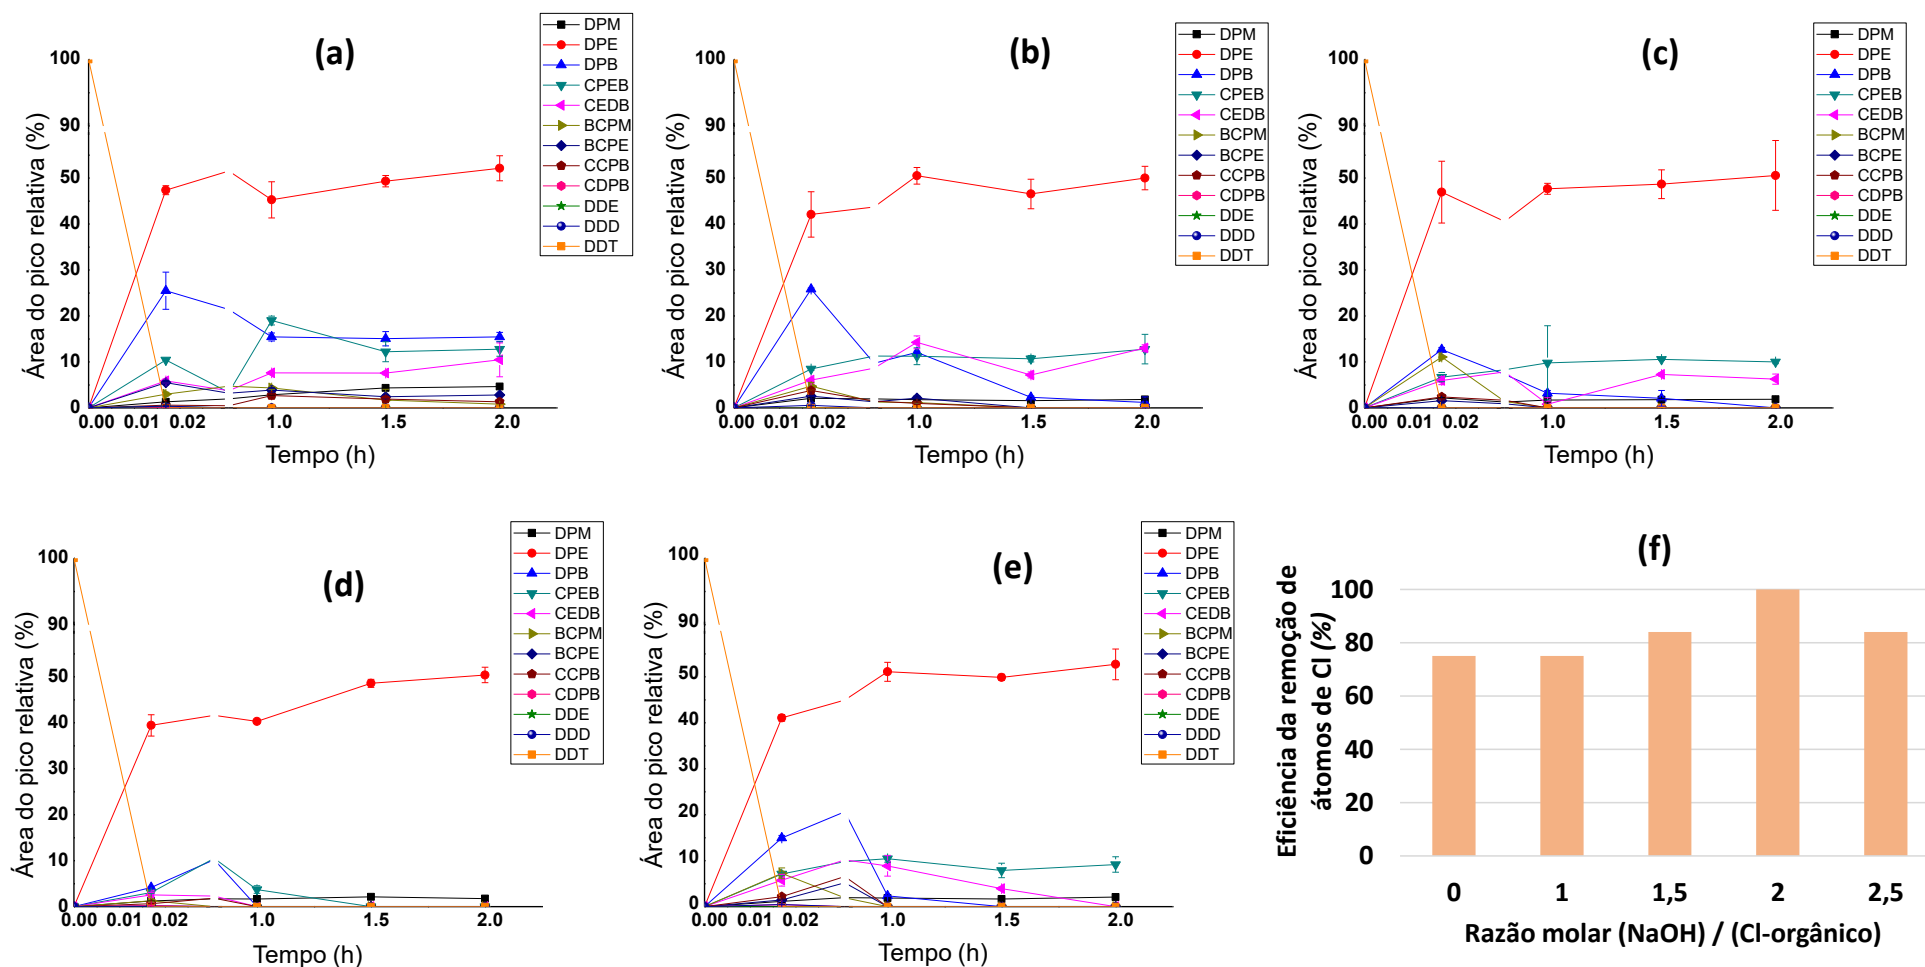 (a)
Área do pico relativa (%)
100
90
50
40
30
20
10
0
0.00 0.01 0.02 1.0 1.5 2.0
Tempo (h)
DPM
DPE
DPB
CPEB
CEDB
BCPM
BCPE
CCPB
CDPB
DDE
DDD
DDT
(b)
Área do pico relativa (%)
100
90
50
40
30
20
10
0
0.00 0.01 0.02 1.0 1.5 2.0
Tempo (h)
DPM
DPE
DPB
CPEB
CEDB
BCPM
BCPE
CCPB
CDPB
DDE
DDD
DDT
(c)
Área do pico relativa (%)
100
90
50
40
30
20
10
0
0.00 0.01 0.02 1.0 1.5 2.0
Tempo (h)
DPM
DPE
DPB
CPEB
CEDB
BCPM
BCPE
CCPB
CDPB
DDE
DDD
DDT
(d)
Área do pico relativa (%)
100
90
50
40
30
20
10
0
0.00 0.01 0.02 1.0 1.5 2.0
Tempo (h)
DPM
DPE
DPB
CPEB
CEDB
BCPM
BCPE
CCPB
CDPB
DDE
DDD
DDT
(e)
Área do pico relativa (%)
100
90
50
40
30
20
10
0
0.00 0.01 0.02 1.0 1.5 2.0
Tempo (h)
DPM
DPE
DPB
CPEB
CEDB
BCPM
BCPE
CCPB
CDPB
DDE
DDD
DDT
(f)
Eficiência da remoção de
átomos de Cl (%)
100
80
60
40
20
0
0 1 1,5 2 2,5
Razão molar (NaOH) / (Cl-orgânico)